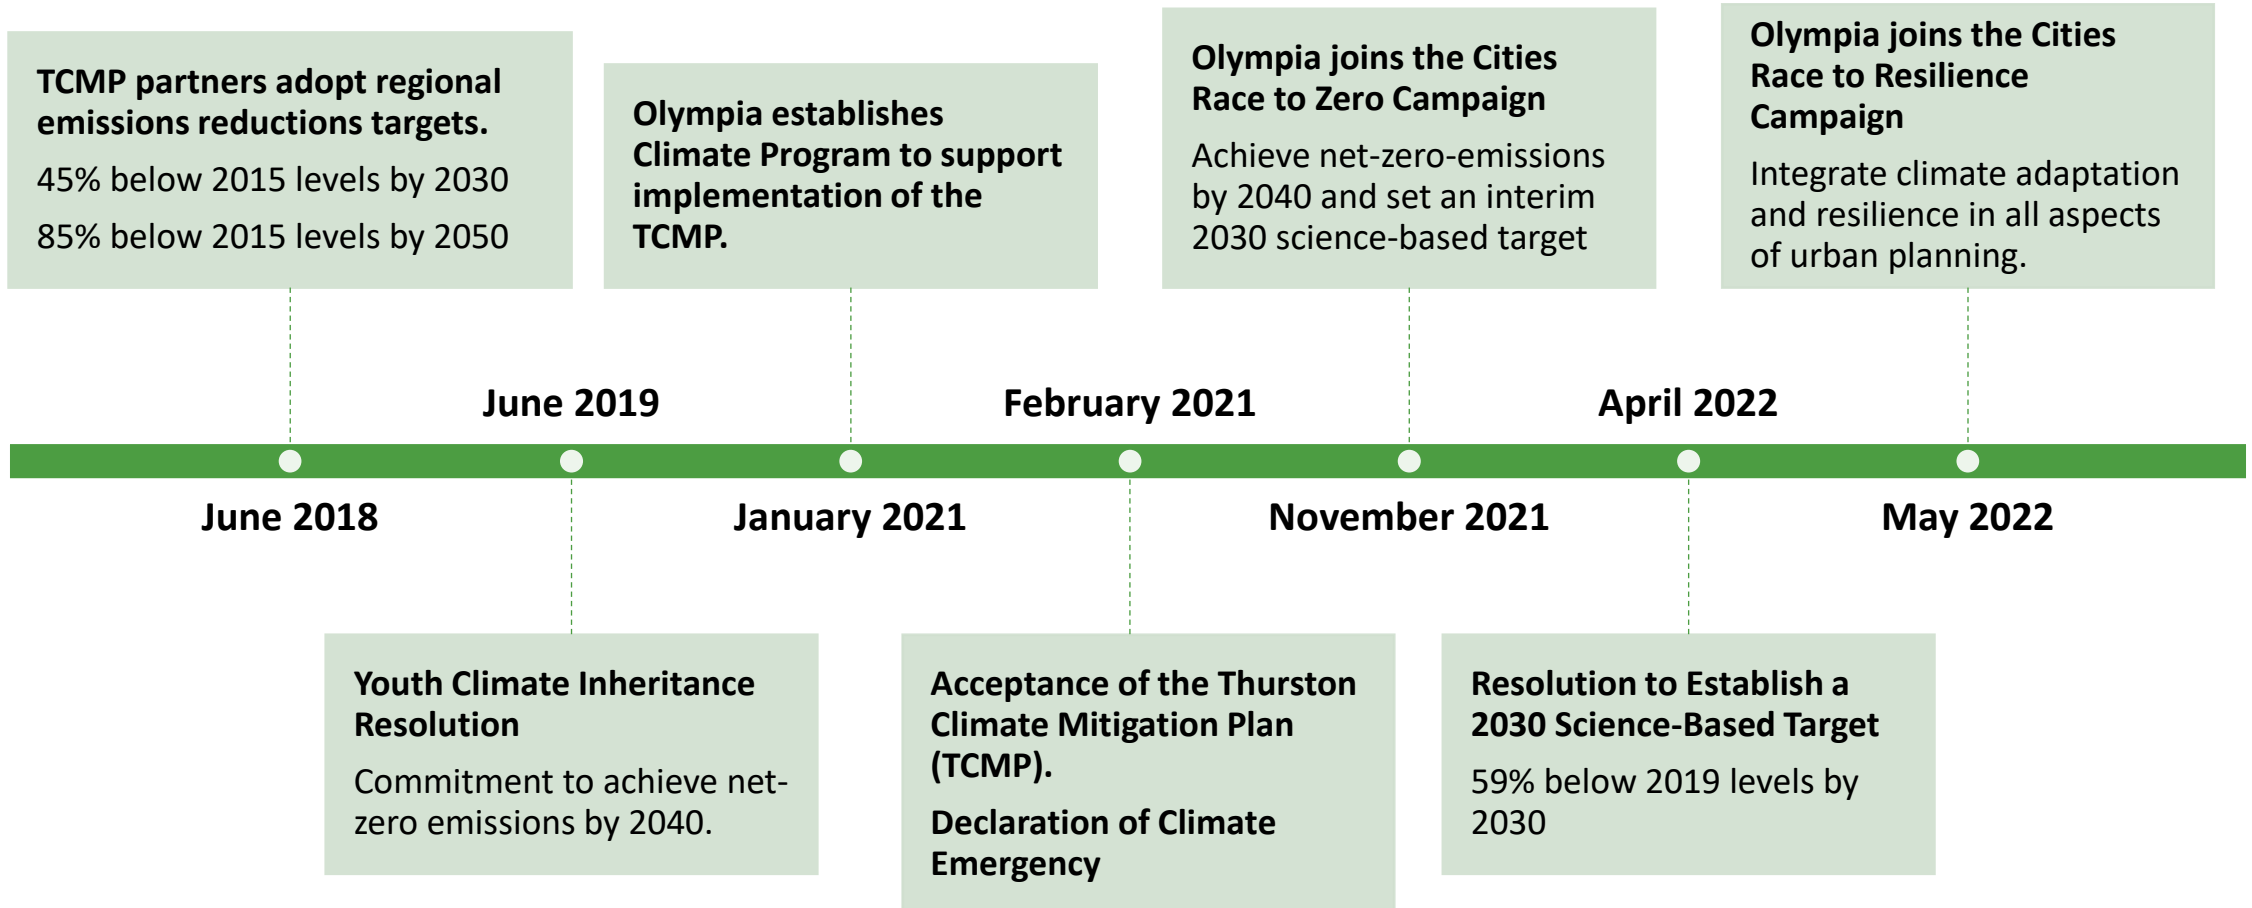 TCMP partners adopt regional
emissions reductions targets.
45% below 2015 levels by 2030
85% below 2015 levels by 2050
Olympia establishes
Climate Program to support
implementation of the
TCMP.
Olympia joins the Cities
Race to Zero Campaign
Achieve net-zero-emissions
by 2040 and set an interim
2030 science-based target
Olympia joins the Cities
Race to Resilience
Campaign
Integrate climate adaptation
and resilience in all aspects
of urban planning.
June 2019
February 2021
April 2022
June 2018
January 2021
November 2021
May 2022
Youth Climate Inheritance
Resolution
Commitment to achieve net-
zero emissions by 2040.
Acceptance of the Thurston
Climate Mitigation Plan
(TCMP).
Declaration of Climate
Emergency
Resolution to Establish a
2030 Science-Based Target
59% below 2019 levels by
2030